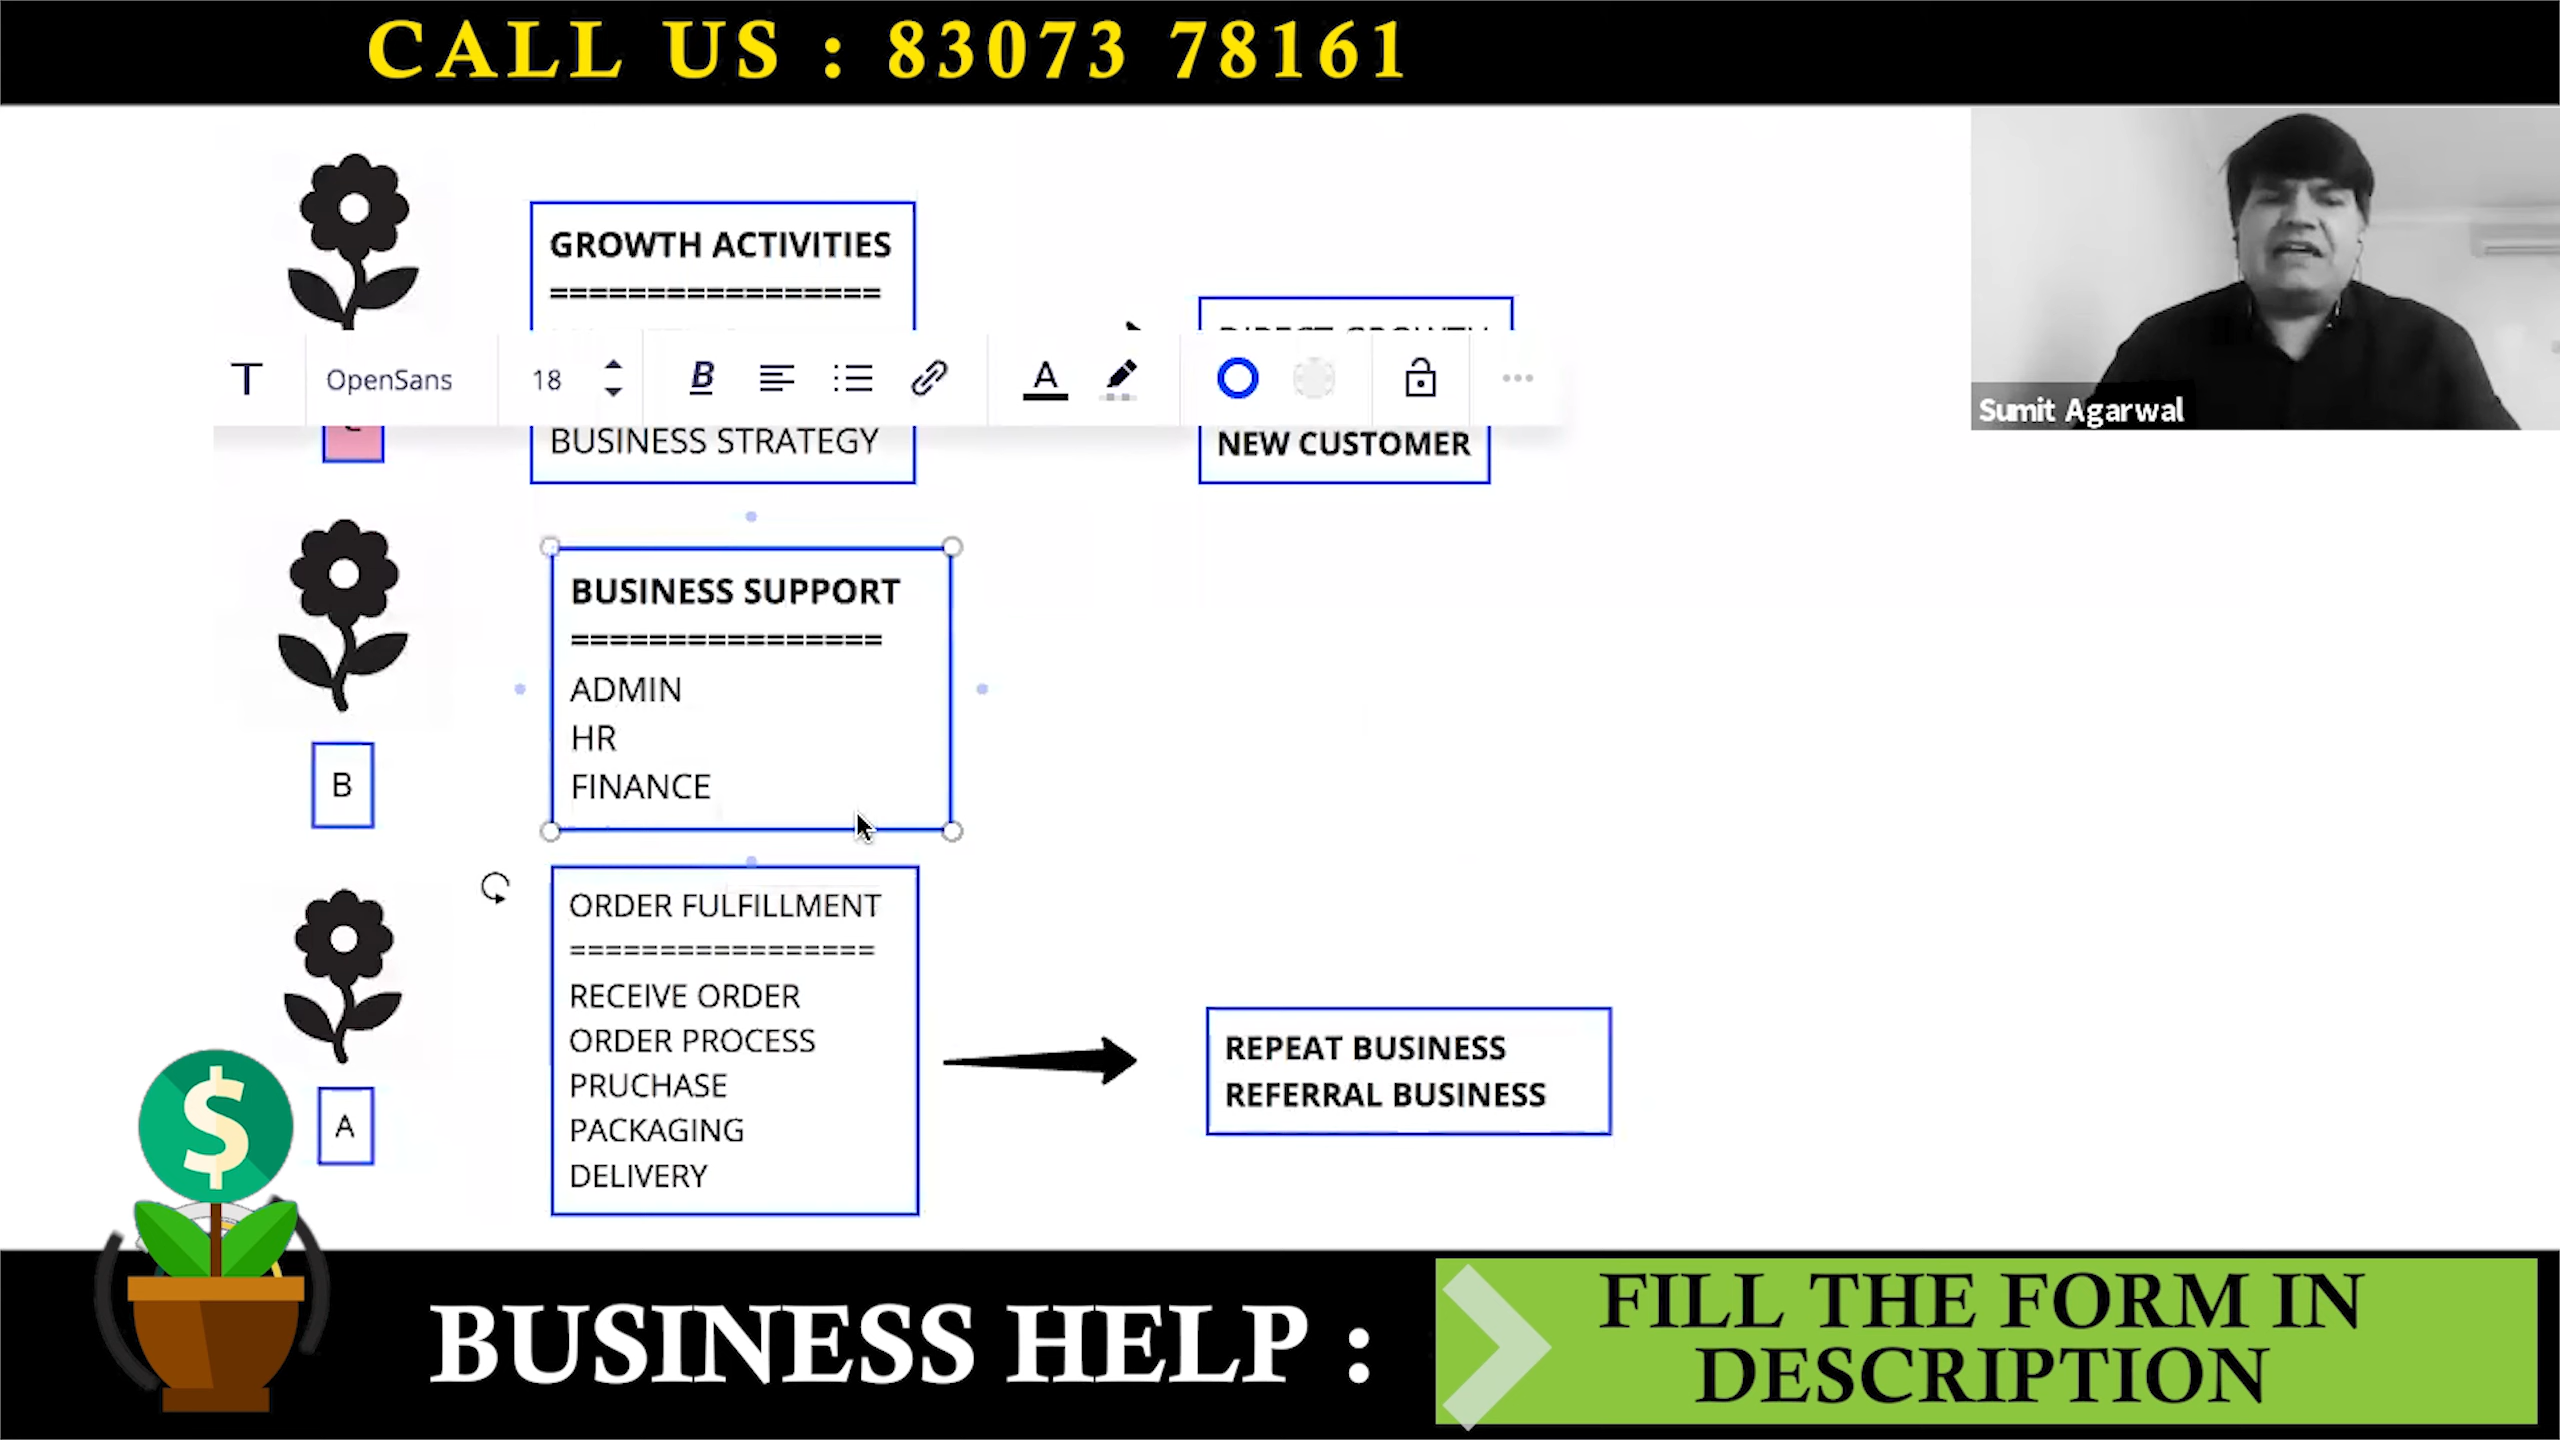 CALL US : 83073 78161
GROWTH ACTIVITIES
=================
T OpenSans 18 B A
BUSINESS STRATEGY
NEW CUSTOMER
Sumit Agarwal
BUSINESS SUPPORT
================
ADMIN
HR
FINANCE
B
ORDER FULFILLMENT
=================
RECEIVE ORDER
ORDER PROCESS
PRUCHASE
PACKAGING
DELIVERY
A
REPEAT BUSINESS
REFERRAL BUSINESS
$
BUSINESS HELP :
FILL THE FORM IN
DESCRIPTION